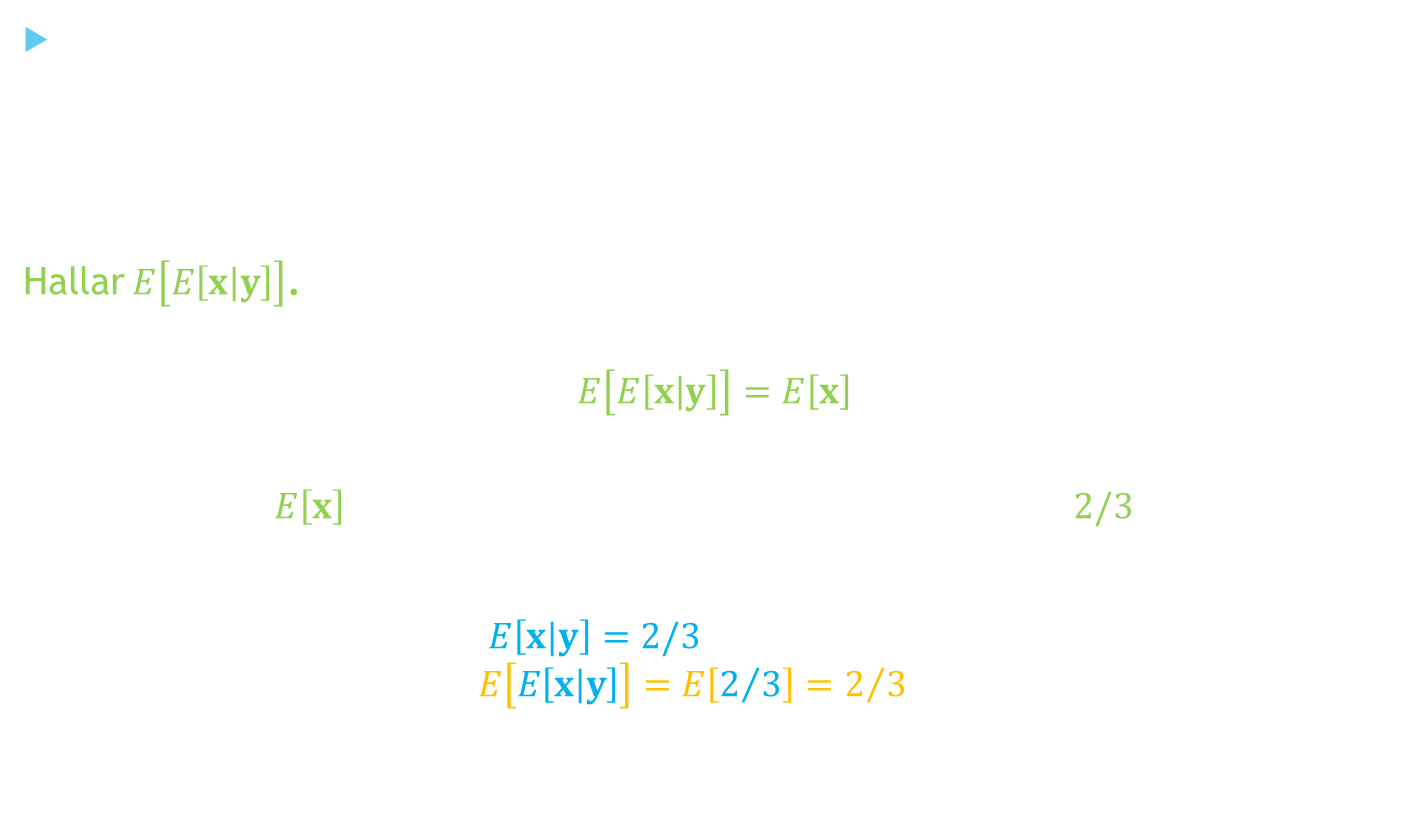 Hallar E[E[x|y]].
E[E[x|y]] = E[x]
E[x] 2/3
E[x|y] = 2/3
E[E[x|y]] = E[2/3] = 2/3